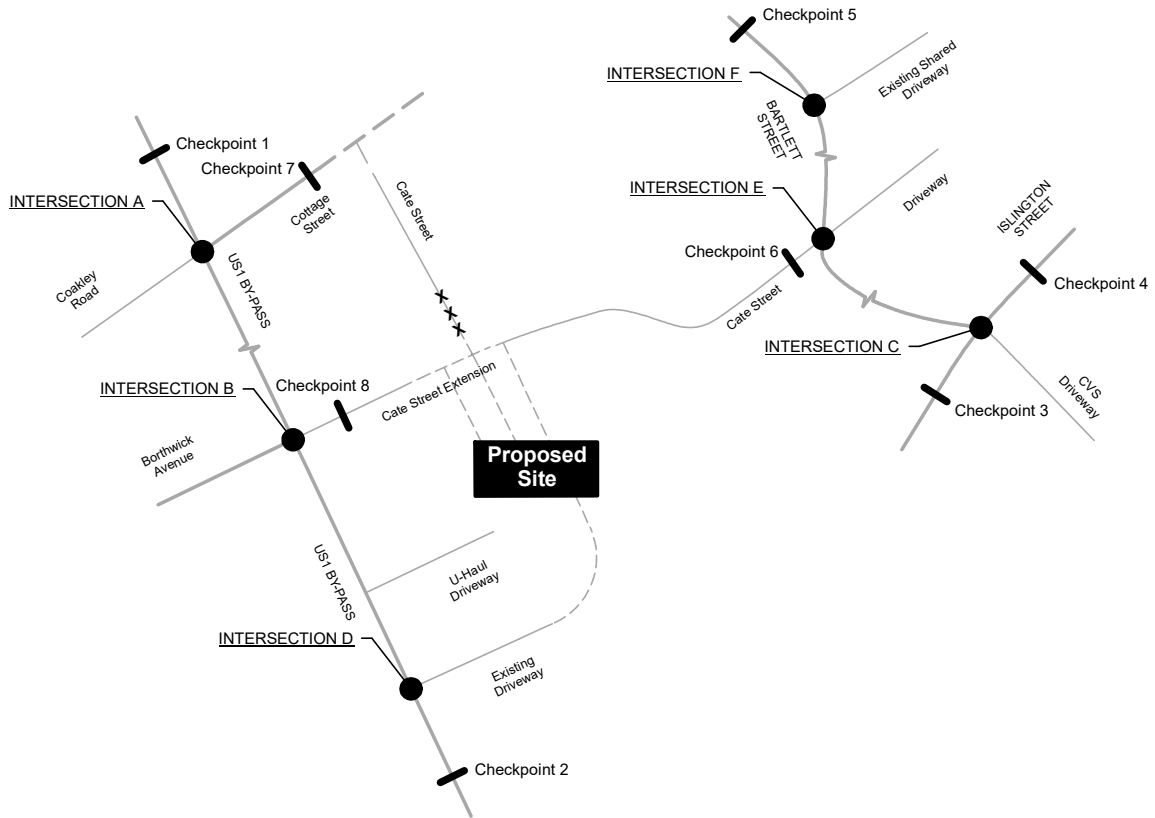 Checkpoint 5
INTERSECTION F
Existing Shared
Driveway
BARTLETT
STREET
Checkpoint 1
Checkpoint 7
INTERSECTION A
Cottage
Street
Cate Street
INTERSECTION E
Driveway
ISLINGTON
STREET
Coakley
Road
US1 BY-PASS
Checkpoint 6
Checkpoint 4
Cate Street
INTERSECTION C
x
x
x
INTERSECTION B
Checkpoint 8
Cate Street Extension
CVS
Driveway
Checkpoint 3
Borthwick
Avenue
Proposed
Site
US1 BY-PASS
U-Haul
Driveway
INTERSECTION D
Existing
Driveway
Checkpoint 2